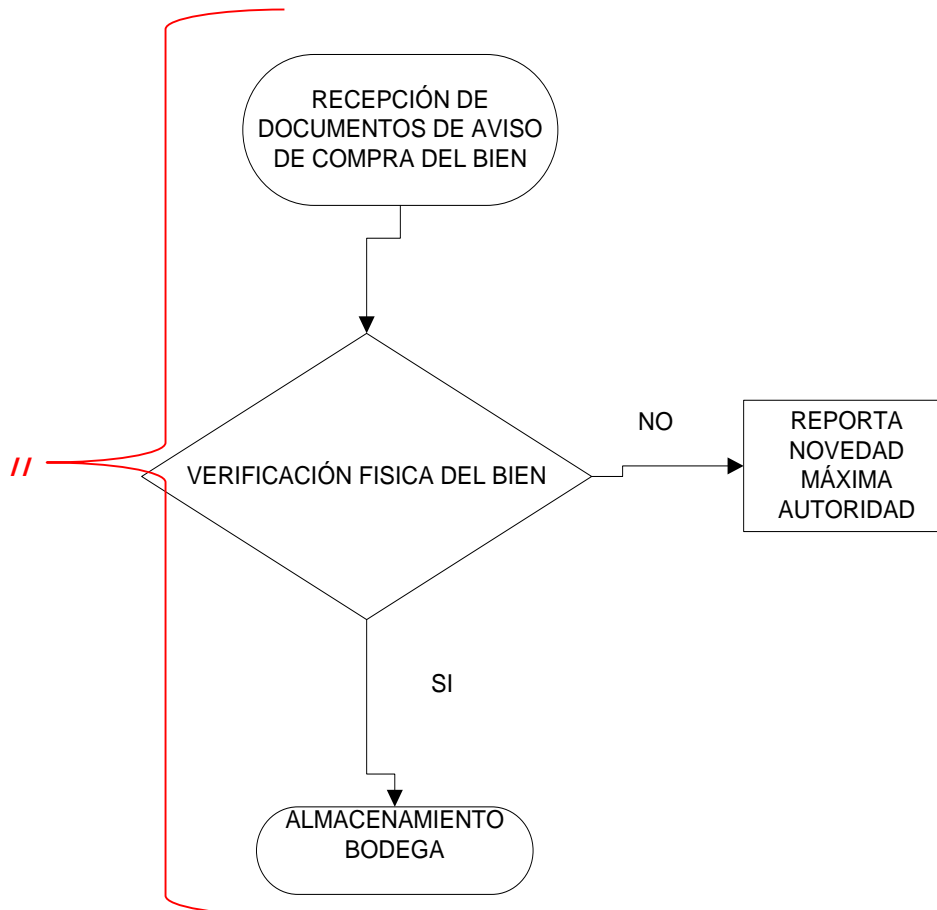 RECEPCIÓN DE
DOCUMENTOS DE AVISO
DE COMPRA DEL BIEN
NO
REPORTA
NOVEDAD
MÁXIMA
AUTORIDAD
//
VERIFICACIÓN FISICA DEL BIEN
SI
ALMACENAMIENTO
BODEGA